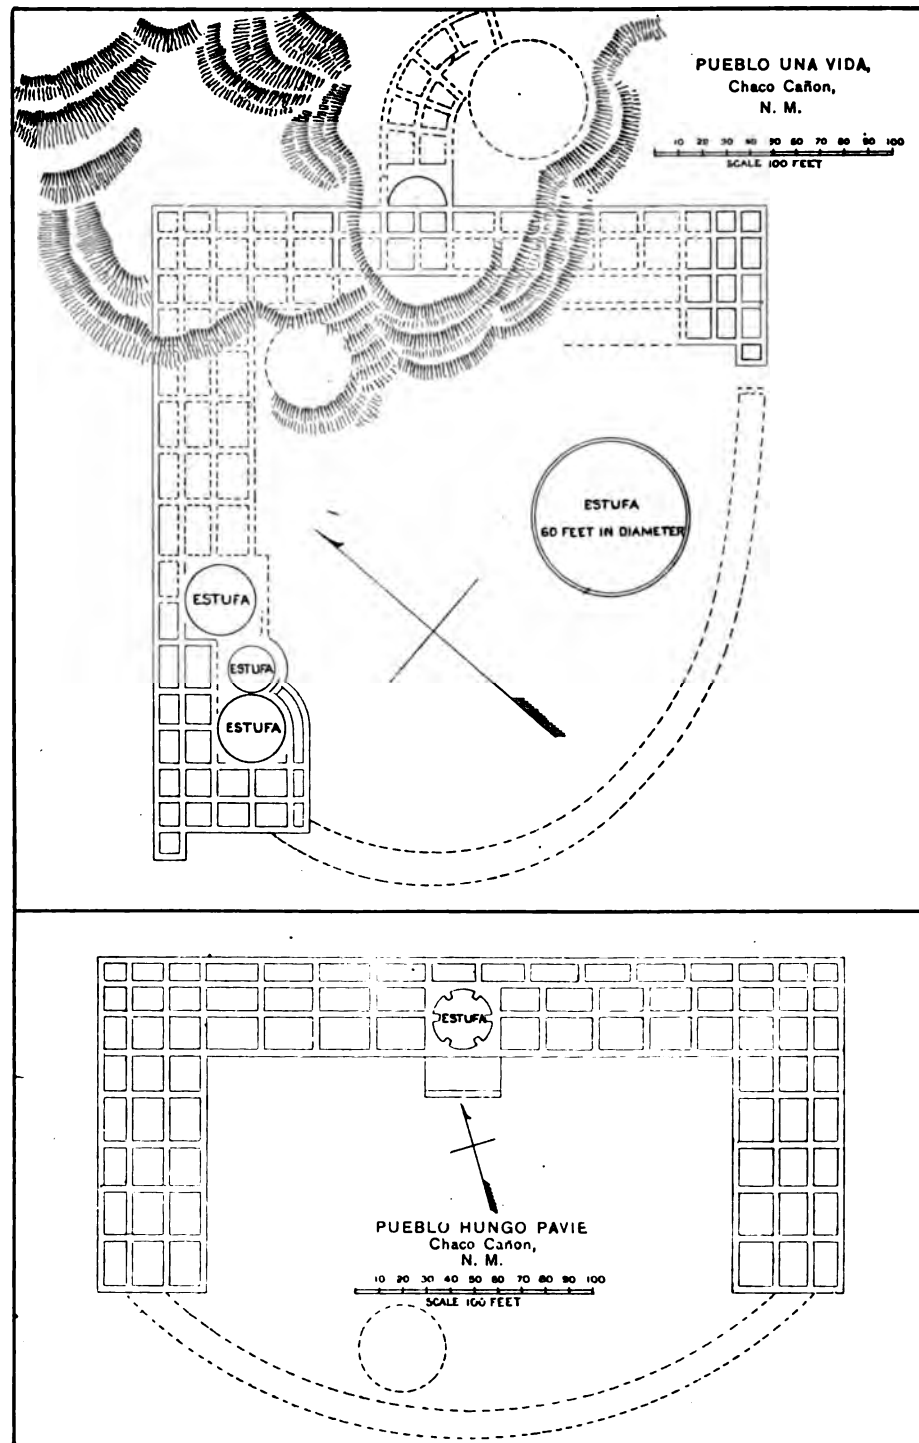 PUEBLO UNA VIDA,
Chaco Cañon,
N. M.
10 20 30 40 50 60 70 80 90 100
SCALE 100 FEET
ESTUFA
60 FEET IN DIAMETER
ESTUFA
ESTUFA
ESTUFA
ESTUFA
PUEBLO HUNGO PAVIE
Chaco Cañon,
N. M.
10 20 30 40 50 60 70 80 90 100
SCALE 100 FEET